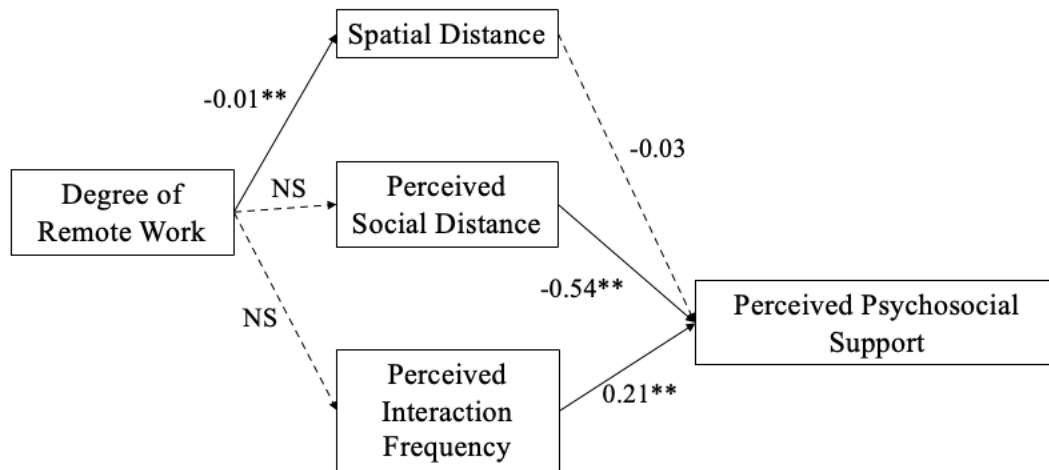 Spatial Distance
-0.01**
-0.03
NS
Perceived
Social Distance
Degree of
Remote Work
-0.54**
NS
Perceived Psychosocial
Support
Perceived
Interaction
Frequency
0.21**